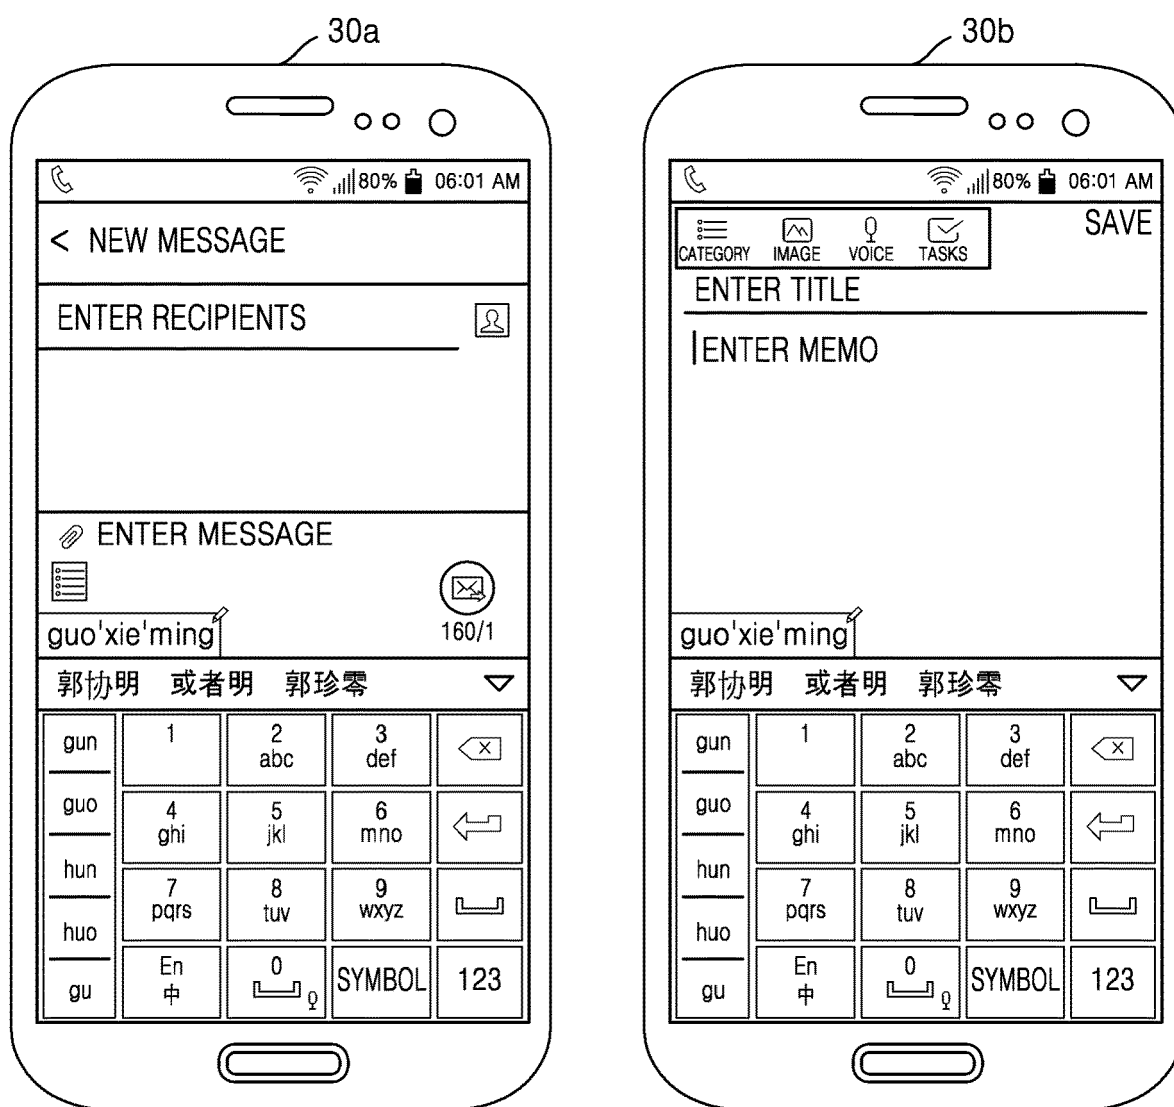 30a
80% 06:01 AM
< NEW MESSAGE
ENTER RECIPIENTS
ENTER MESSAGE
160/1
guo'xie'ming
郭协明 或者明 郭珍零
gun
guo
hun
huo
gu
1
2
abc
3
def
4
ghi
5
jkl
6
mno
7
pqrs
8
tuv
9
wxyz
En
中
0
SYMBOL
123
30b
80% 06:01 AM
CATEGORY IMAGE VOICE TASKS
SAVE
ENTER TITLE
ENTER MEMO
guo'xie'ming
郭协明 或者明 郭珍零
gun
guo
hun
huo
gu
1
2
abc
3
def
4
ghi
5
jkl
6
mno
7
pqrs
8
tuv
9
wxyz
En
中
0
SYMBOL
123